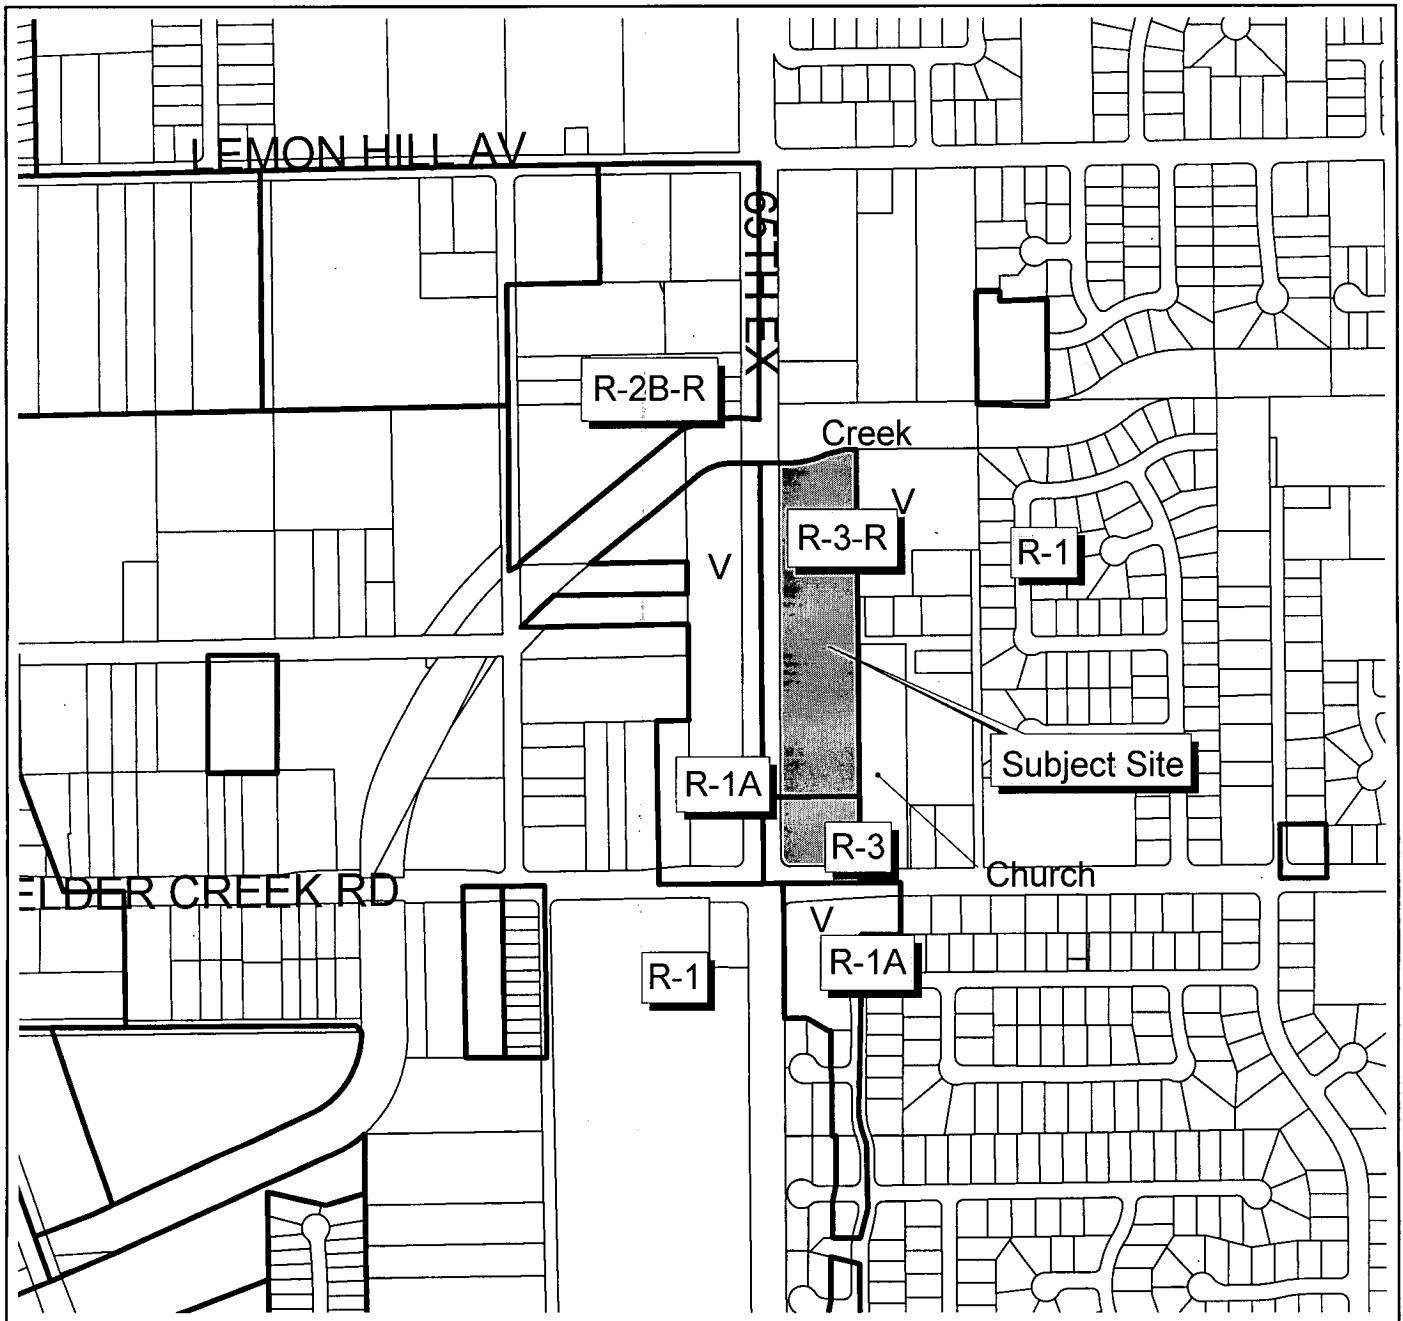 LEMON HILL AV
65TH EX
R-2B-R
Creek
V
R-3-R
R-1
V
Subject Site
R-1A
R-3
Church
ELDER CREEK RD
V
R-1A
R-1